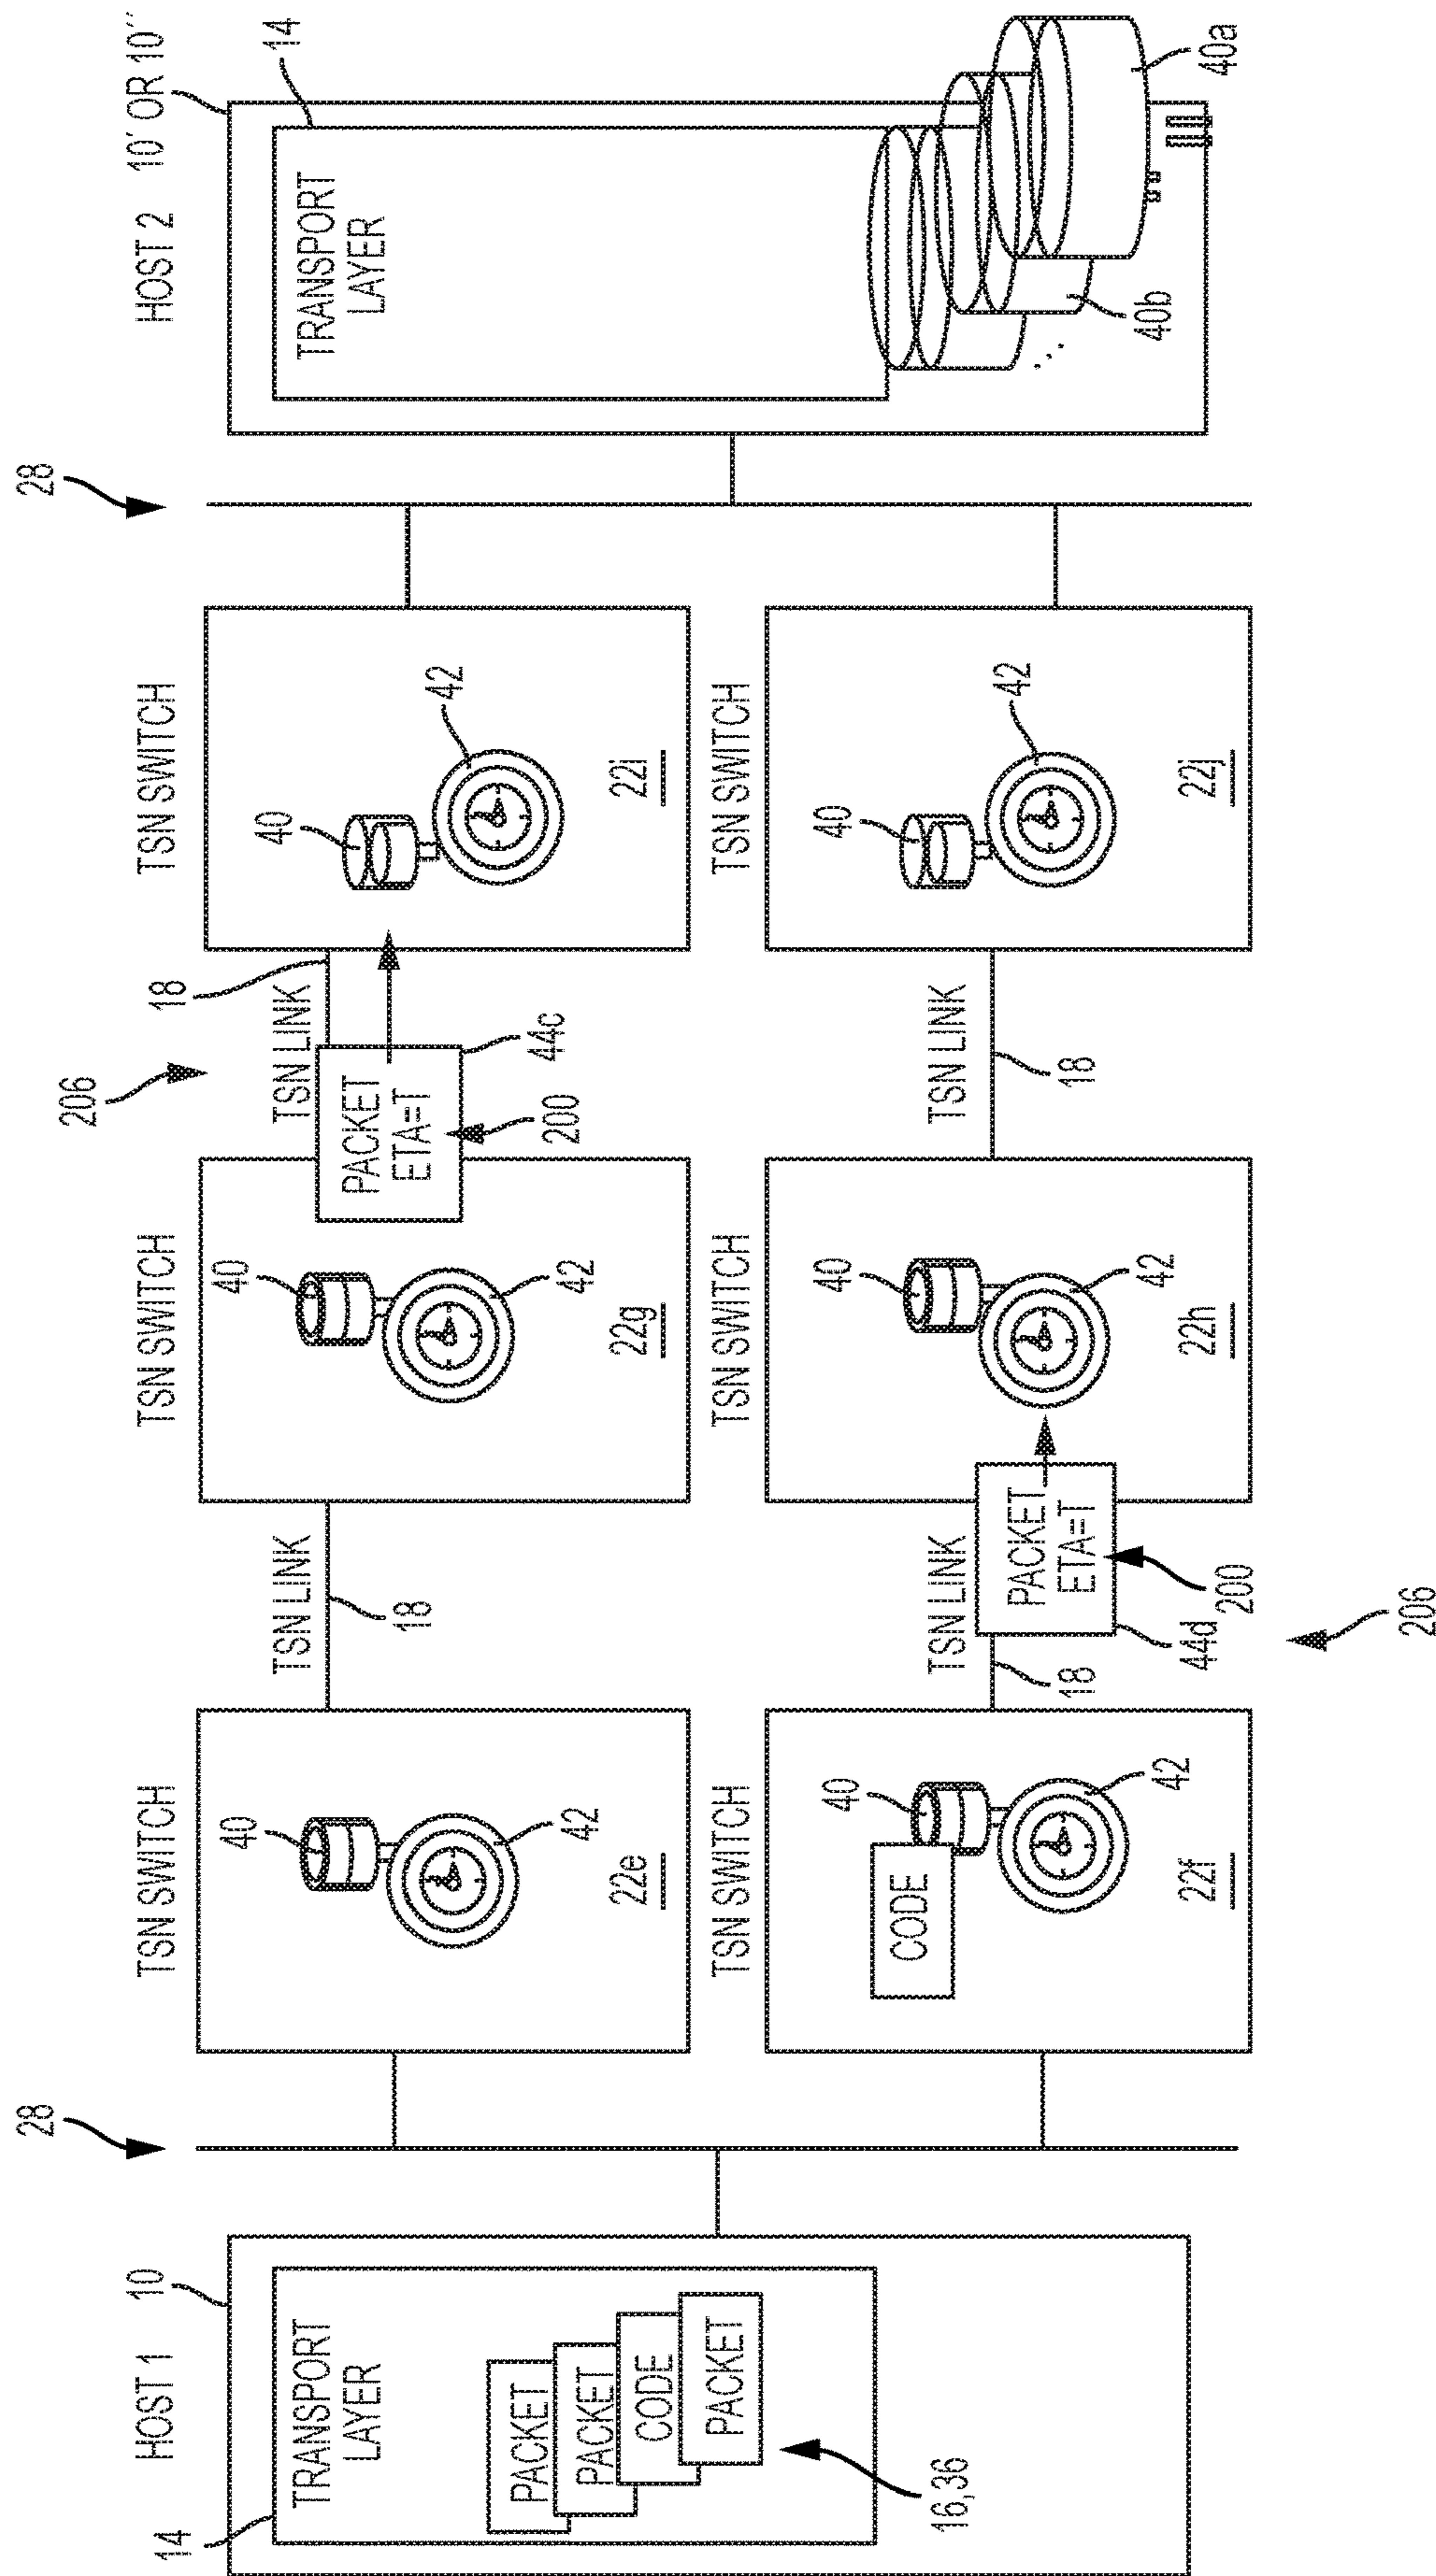 HOST 1
10
14
TRANSPORT
LAYER
PACKET
PACKET
CODE
PACKET
16,36
28
TSN SWITCH
40
42
22e
TSN SWITCH
CODE
40
42
22f
TSN LINK
18
TSN LINK
18
PACKET
ETA=T
44d
200
206
TSN SWITCH
40
42
22g
TSN SWITCH
40
42
22h
206
TSN LINK
18
PACKET
ETA=T
44c
200
TSN LINK
18
TSN SWITCH
40
42
22i
TSN SWITCH
40
42
22j
28
HOST 2
10′ OR 10″
14
TRANSPORT
LAYER
40b
40a
...